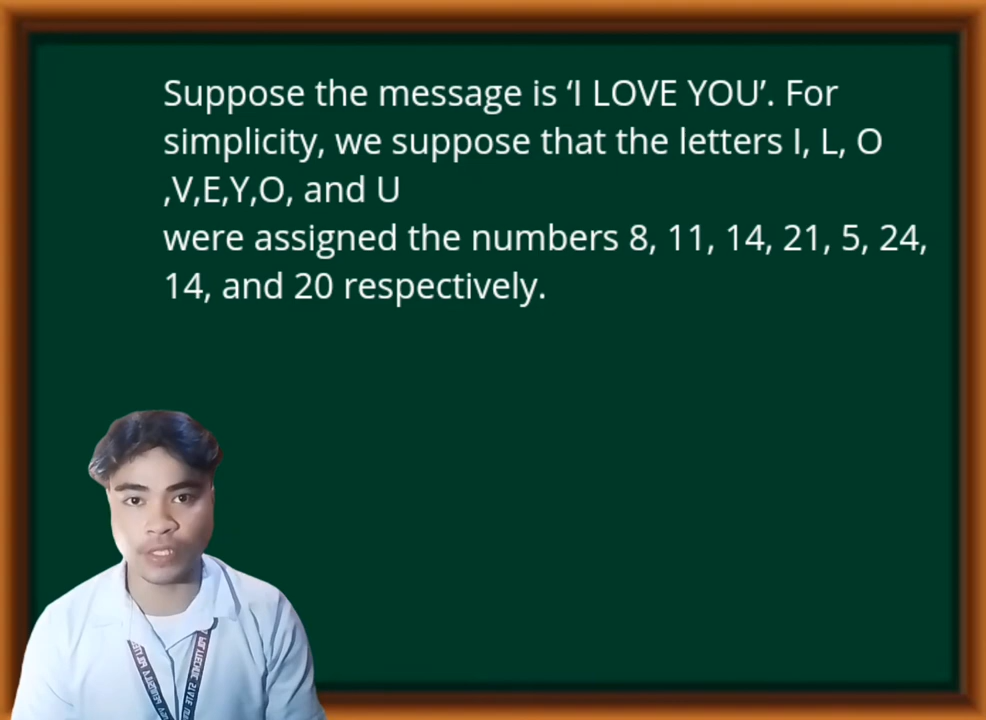 Suppose the message is ‘I LOVE YOU’. For
simplicity, we suppose that the letters I, L, O
,V,E,Y,O, and U
were assigned the numbers 8, 11, 14, 21, 5, 24,
14, and 20 respectively.